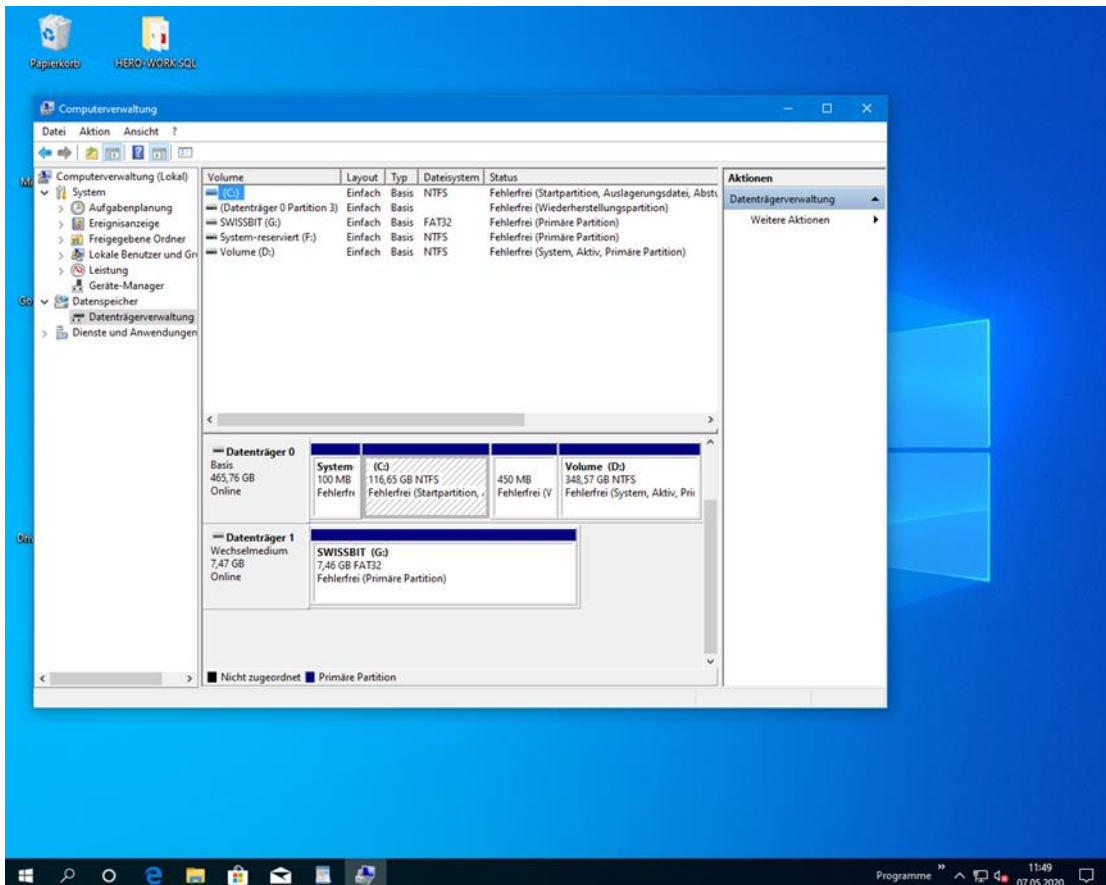 Papierkorb
HERO-WORK SQL
Computerverwaltung
Datei Aktion Ansicht ?
Computerverwaltung (Lokal)
System
Aufgabenplanung
Ereignisanzeige
Freigegebene Ordner
Lokale Benutzer und Gr
Leistung
Geräte-Manager
Datenspeicher
Datenträgerverwaltung
Dienste und Anwendungen
Volume Layout Typ Dateisystem Status
(C:) Einfach Basis NTFS Fehlerfrei (Startpartition, Auslagerungsdatei, Abstu
(Datenträger 0 Partition 3) Einfach Basis Fehlerfrei (Wiederherstellungspartition)
SWISSBIT (G:) Einfach Basis FAT32 Fehlerfrei (Primäre Partition)
System-reserviert (F:) Einfach Basis NTFS Fehlerfrei (Primäre Partition)
Volume (D:) Einfach Basis NTFS Fehlerfrei (System, Aktiv, Primäre Partition)
Aktionen
Datenträgerverwaltung
Weitere Aktionen
Datenträger 0
Basis
465,76 GB
Online
System
100 MB
Fehlerfre
(C:)
116,65 GB NTFS
Fehlerfrei (Startpartition,
450 MB
Fehlerfrei (V
Volume (D:)
348,57 GB NTFS
Fehlerfrei (System, Aktiv, Pri
Datenträger 1
Wechselmedium
7,47 GB
Online
SWISSBIT (G:)
7,46 GB FAT32
Fehlerfrei (Primäre Partition)
Nicht zugeordnet Primäre Partition
Programme
11:49
07.05.2020